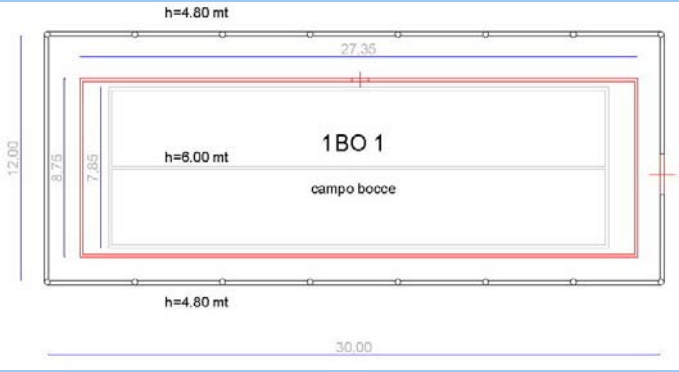 h=4.80 mt
27,35
12,00
8,75
7,85
1BO 1
h=6.00 mt
campo bocce
h=4.80 mt
30,00